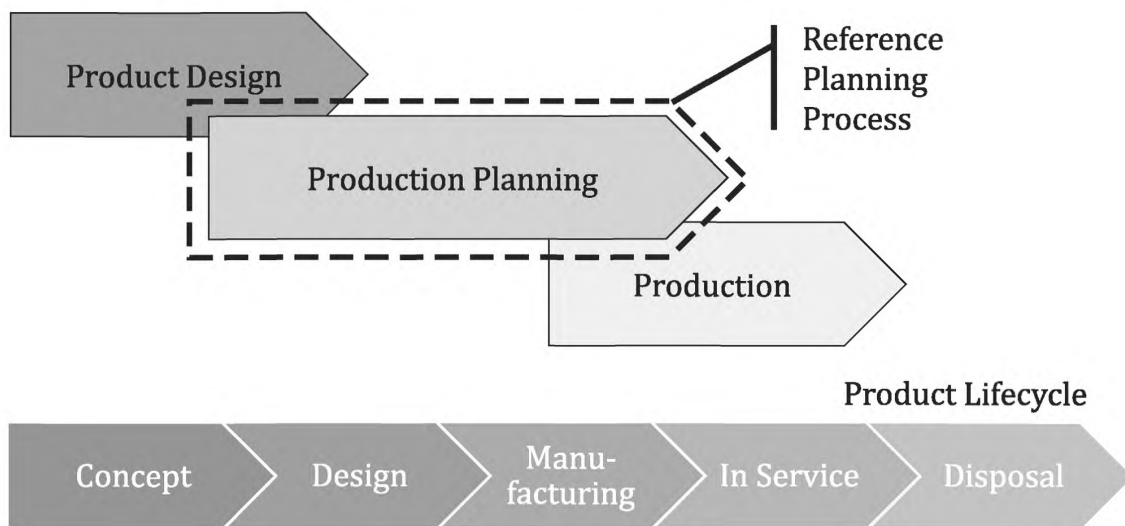 Product Design
Reference
Planning
Process
Production Planning
Production
Product Lifecycle
Concept
Design
Manu-
facturing
In Service
Disposal